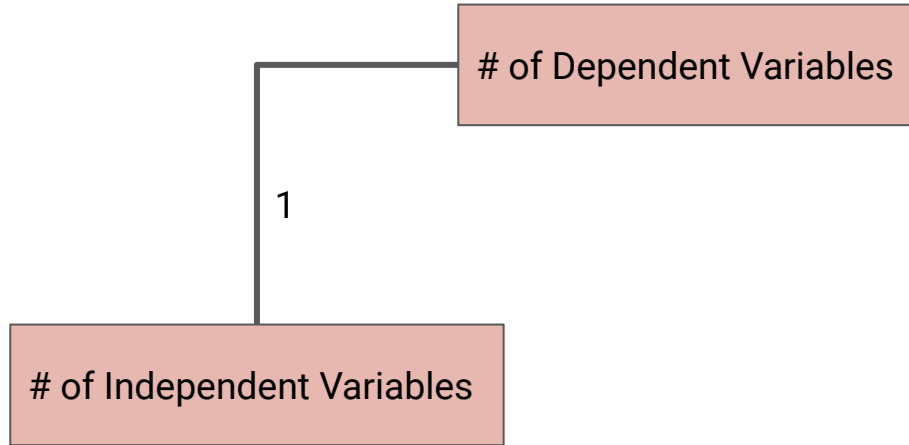 # of Dependent Variables
1
# of Independent Variables